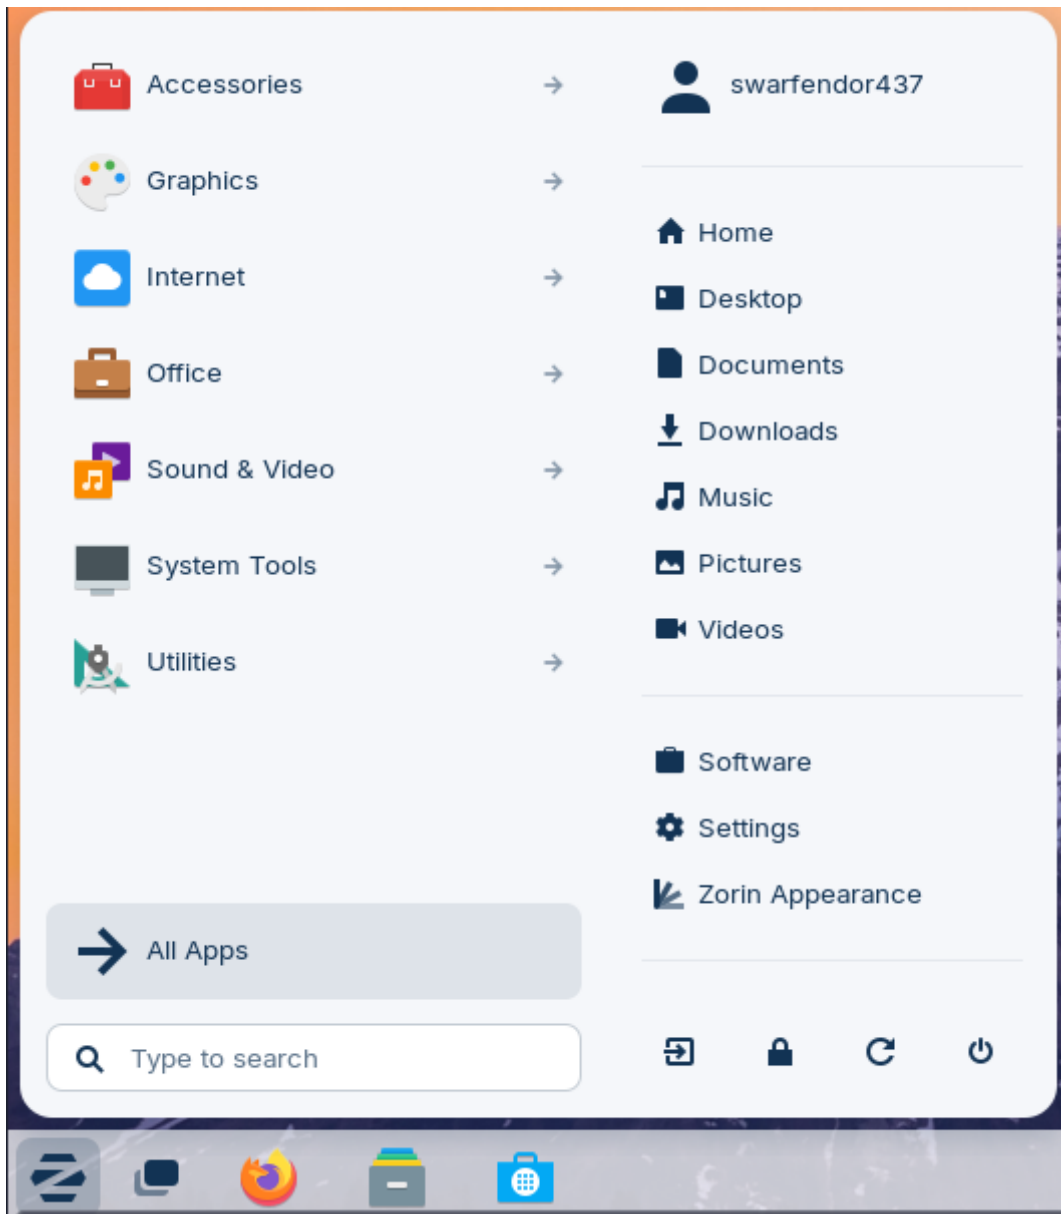 Accessories
Graphics
Internet
Office
Sound & Video
System Tools
Utilities
All Apps
Type to search
swarfendor437
Home
Desktop
Documents
Downloads
Music
Pictures
Videos
Software
Settings
Zorin Appearance